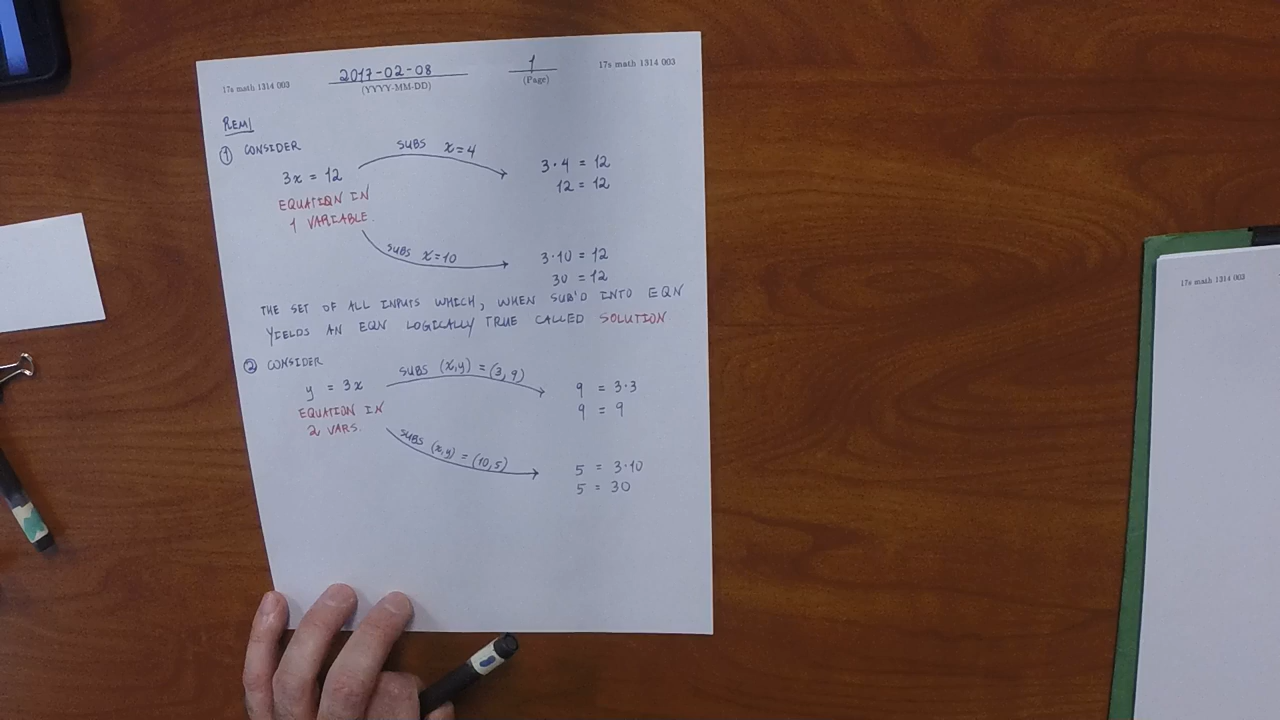 17s math 1314 003
2017-02-08
(YYYY-MM-DD)
1
(Page)
17s math 1314 003
REM|
① CONSIDER
3x = 12
SUBS x=4
3·4 = 12
12 = 12
EQUATION IN
1 VARIABLE.
SUBS x=10
3·10 = 12
30 = 12
THE SET OF ALL INPUTS WHICH, WHEN SUB'D INTO EQN
YIELDS AN EQN LOGICALLY TRUE CALLED SOLUTION
② CONSIDER
y = 3x
SUBS (x,y) = (3,9)
9 = 3·3
9 = 9
EQUATION IN
2 VARS.
SUBS (x,y) = (10,5)
5 = 3·10
5 = 30
17s math 1314 003